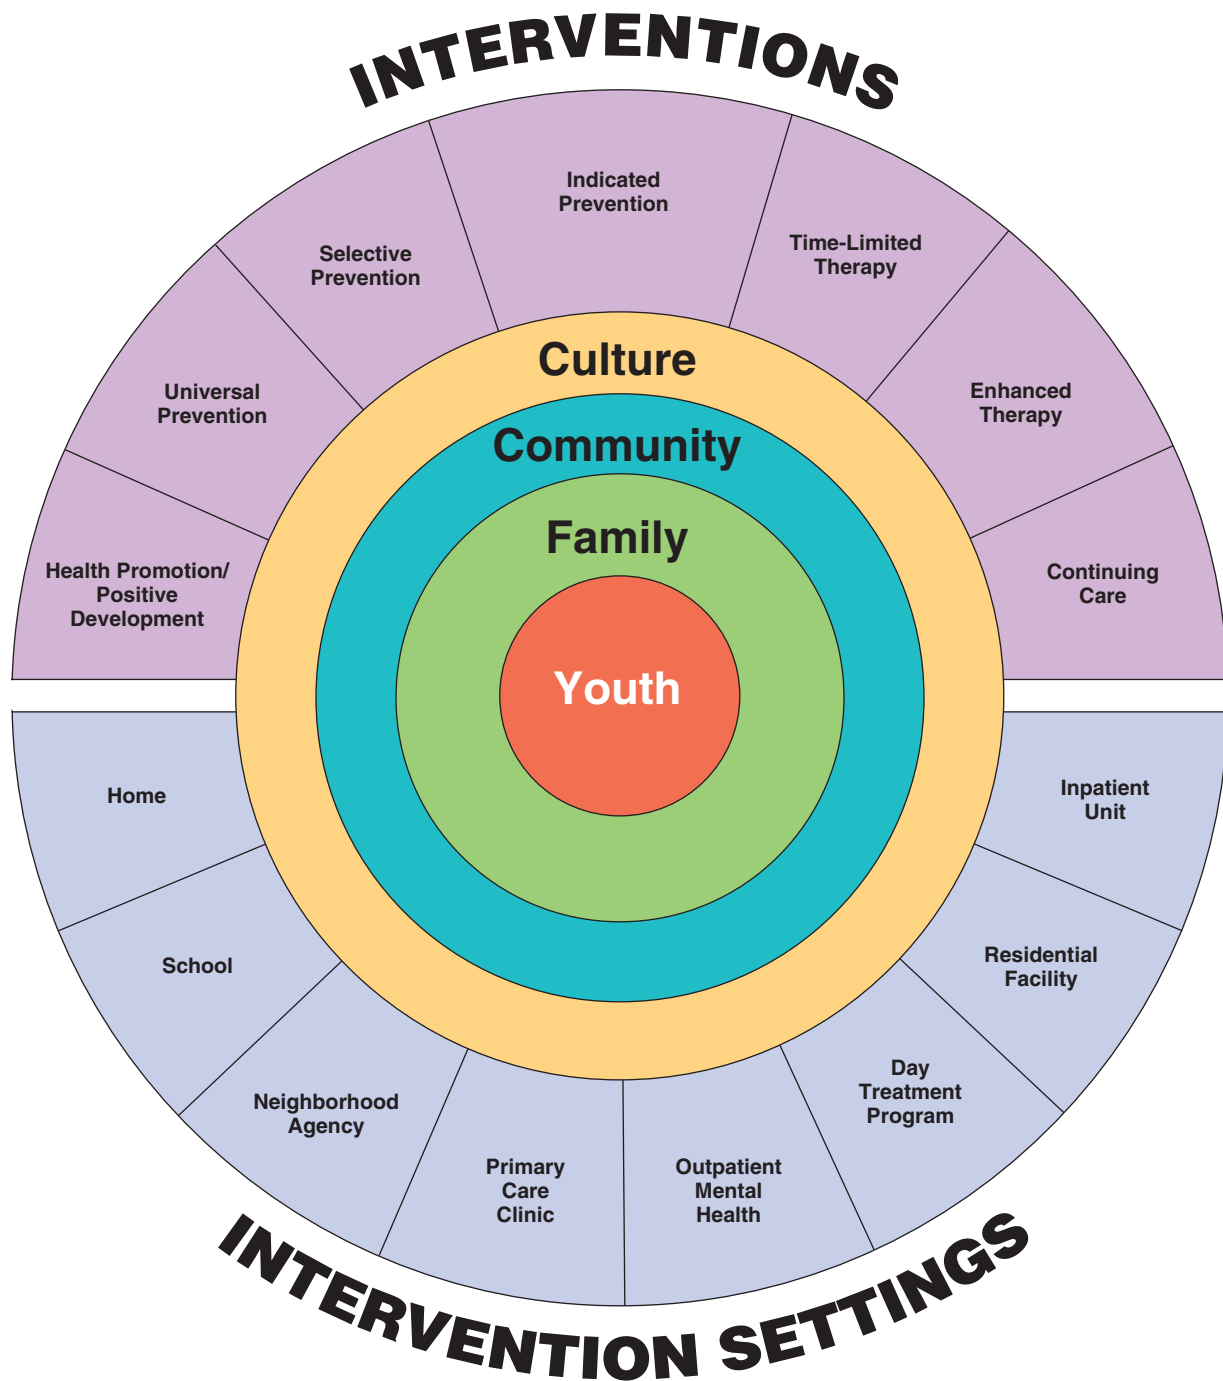 INTERVENTIONS
Indicated
Prevention
Selective
Prevention
Time-Limited
Therapy
Universal
Prevention
Enhanced
Therapy
Health Promotion/
Positive
Development
Continuing
Care
Culture
Community
Family
Youth
Home
School
Neighborhood
Agency
Primary
Care
Clinic
Outpatient
Mental
Health
Day
Treatment
Program
Residential
Facility
Inpatient
Unit
INTERVENTION SETTINGS